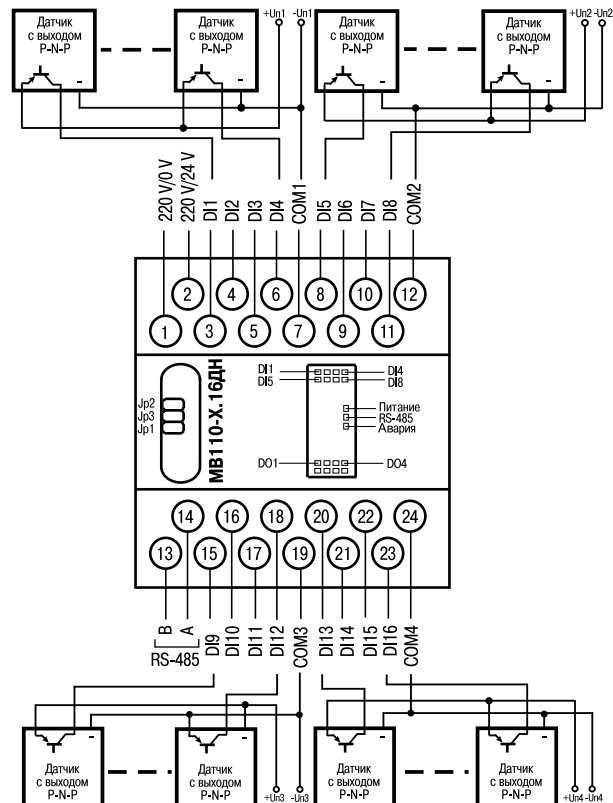 Датчик
с выходом
P-N-P
-
Датчик
с выходом
P-N-P
-
+Un1 -Un1
Датчик
с выходом
P-N-P
-
Датчик
с выходом
P-N-P
-
+Un2 -Un2
220 V/0 V
220 V/24 V
DI1
DI2
DI3
DI4
COM1
DI5
DI6
DI7
DI8
COM2
2 4 6 8 10 12
1 3 5 7 9 11
Jp2
Jp3
Jp1
МВ110-Х.16ДН
DI1 DI4
DI5 DI8
Питание
RS-485
Авария
DO1 DO4
14 16 18 20 22 24
13 15 17 19 21 23
B
A
RS-485
DI9
DI10
DI11
DI12
COM3
DI13
DI14
DI15
DI16
COM4
-
Датчик
с выходом
P-N-P
-
Датчик
с выходом
P-N-P
+Un3 -Un3
-
Датчик
с выходом
P-N-P
-
Датчик
с выходом
P-N-P
+Un4 -Un4